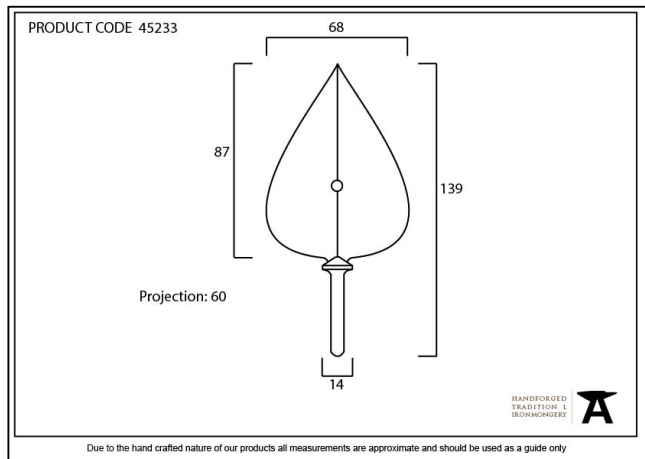 PRODUCT CODE 45233
68
87
139
Projection: 60
14
HANDFORGED
TRADITION L
IRONMONGERY
A
Due to the hand crafted nature of our products all measurements are approximate and should be used as a guide only